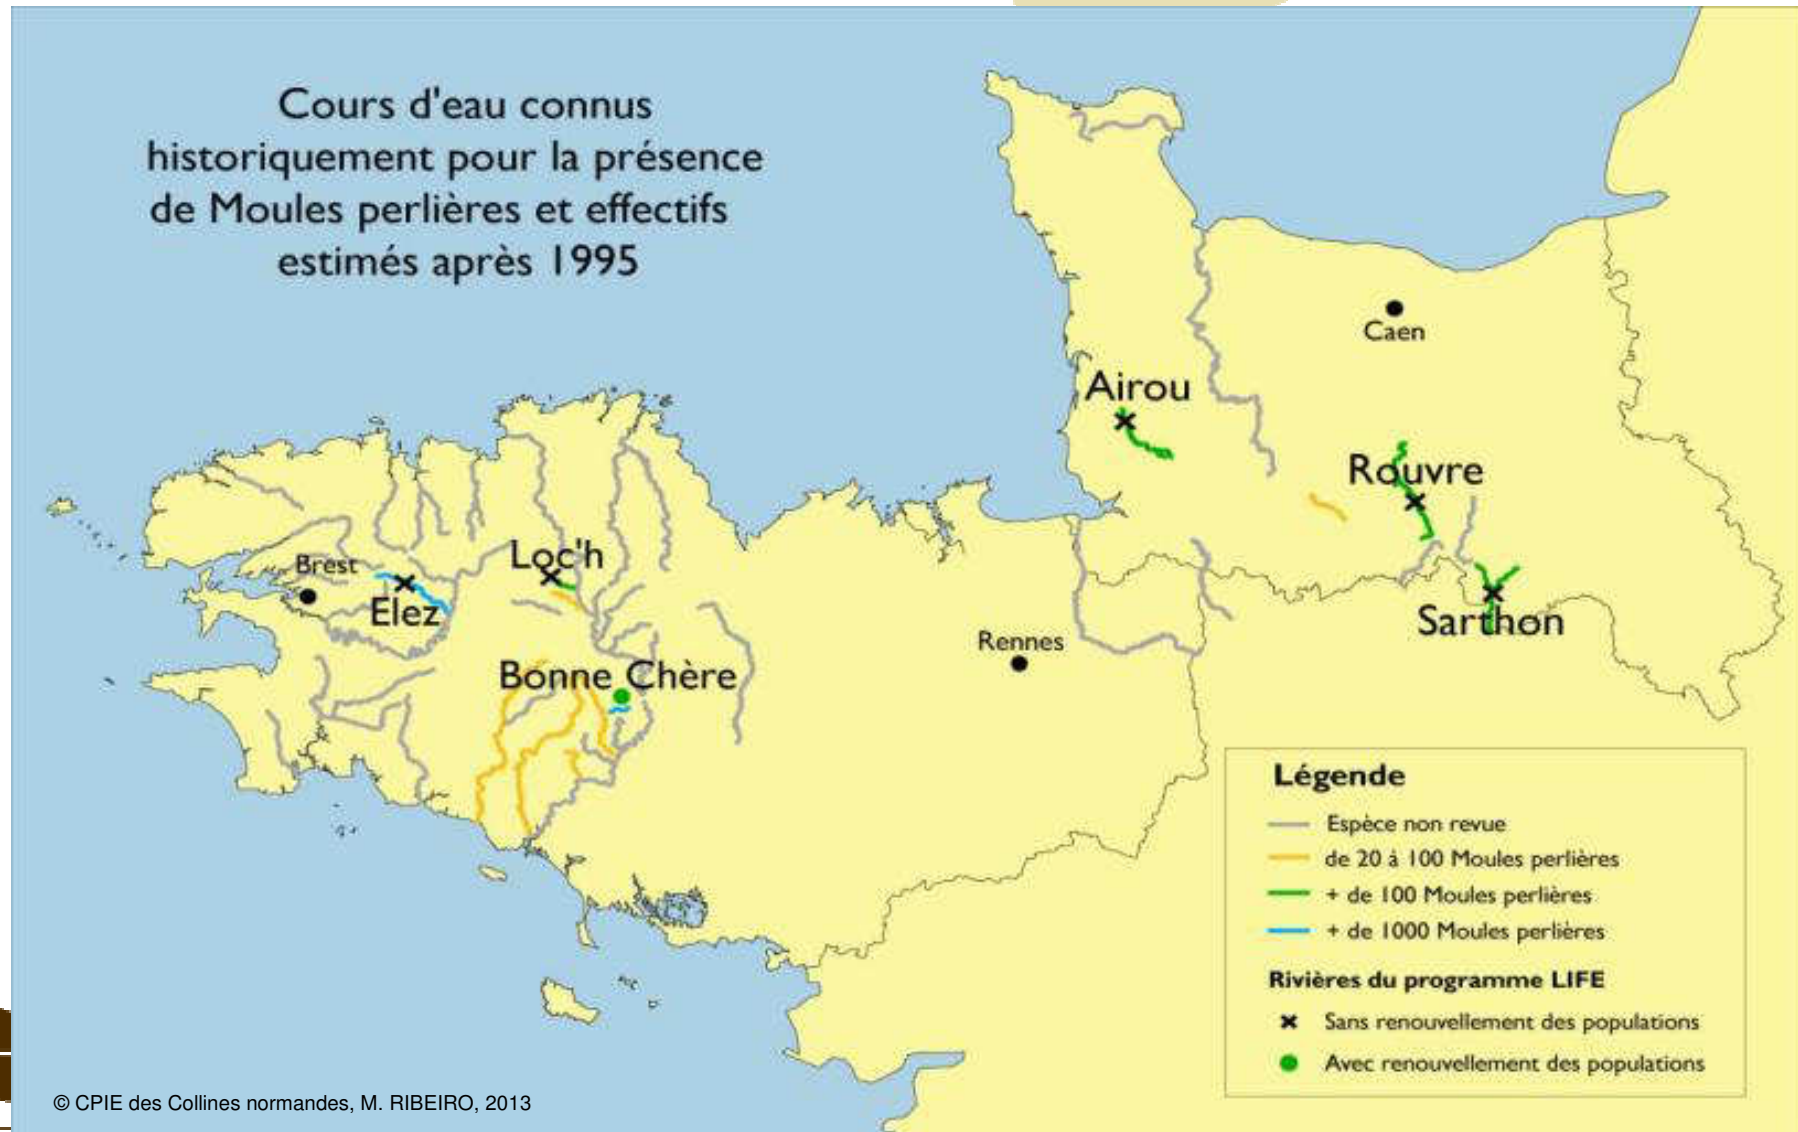 Cours d'eau connus
historiquement pour la présence
de Moules perlières et effectifs
estimés après 1995
Caen
Airou
Rouvre
Loc'h
Brest
Elez
Sarthon
Rennes
Bonne Chère
Légende
Espèce non revue
de 20 à 100 Moules perlières
+ de 100 Moules perlières
+ de 1000 Moules perlières
Rivières du programme LIFE
Sans renouvellement des populations
Avec renouvellement des populations
© CPIE des Collines normandes, M. RIBEIRO, 2013